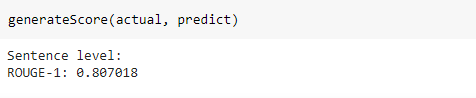 generateScore(actual, predict)
Sentence level:
ROUGE-1: 0.807018